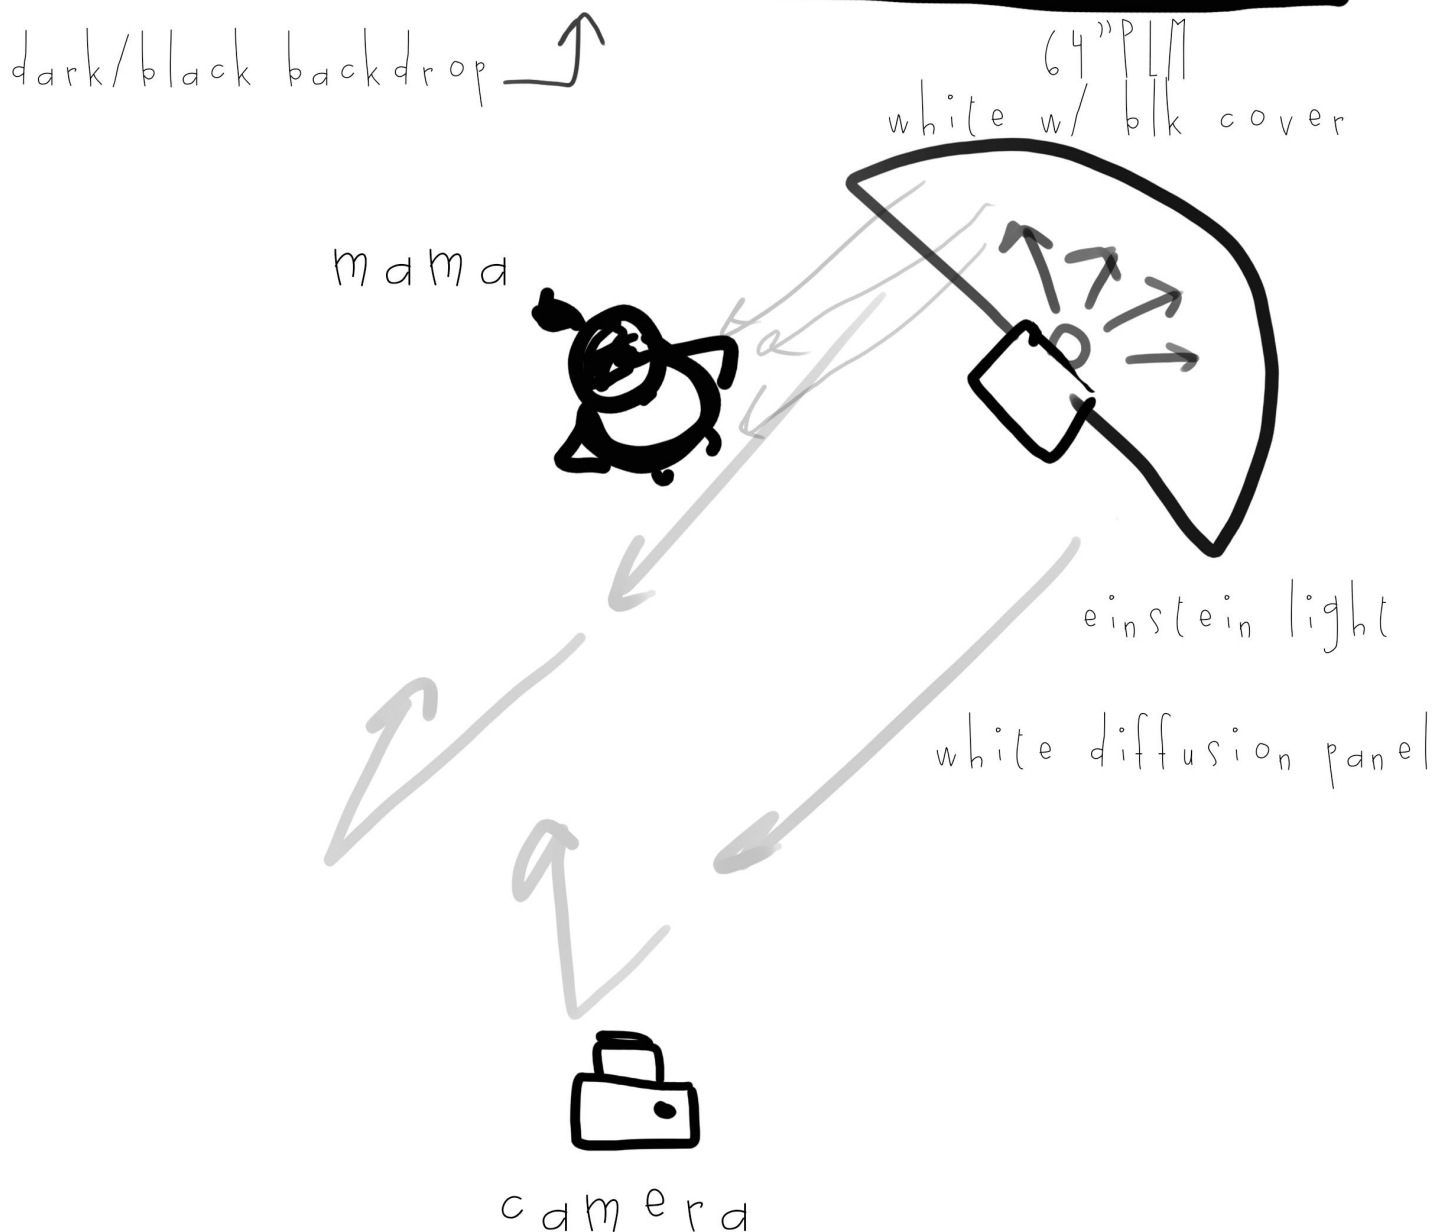 dark/black backdrop
64" PLM
white w/ blk cover
mama
einstein light
white diffusion panel
camera